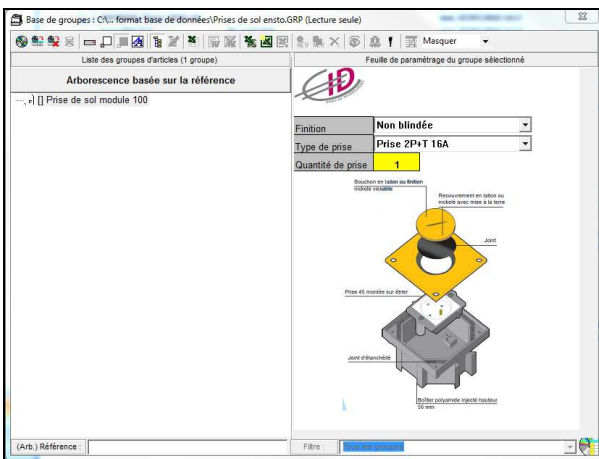 Base de groupes : C:\... format base de données\Prises de sol ensto.GRP (Lecture seule)
Masquer
Liste des groupes d'articles (1 groupe)
Feuille de paramétrage du groupe sélectionné
Arborescence basée sur la référence
[] Prise de sol module 100
HD
Finition
Non blindée
Type de prise
Prise 2P+T 16A
Quantité de prise
1
Bouchon en laiton ou finition
nickelé vissable
Recouvrement en laiton ou
nickelé avec mise à la terre
Joint
Prise 45 montée sur étrier
Joint d'étanchéité
Boîtier polyamide injecté hauteur
56 mm
(Arb.) Référence :
Filtre :
Tous les groupes